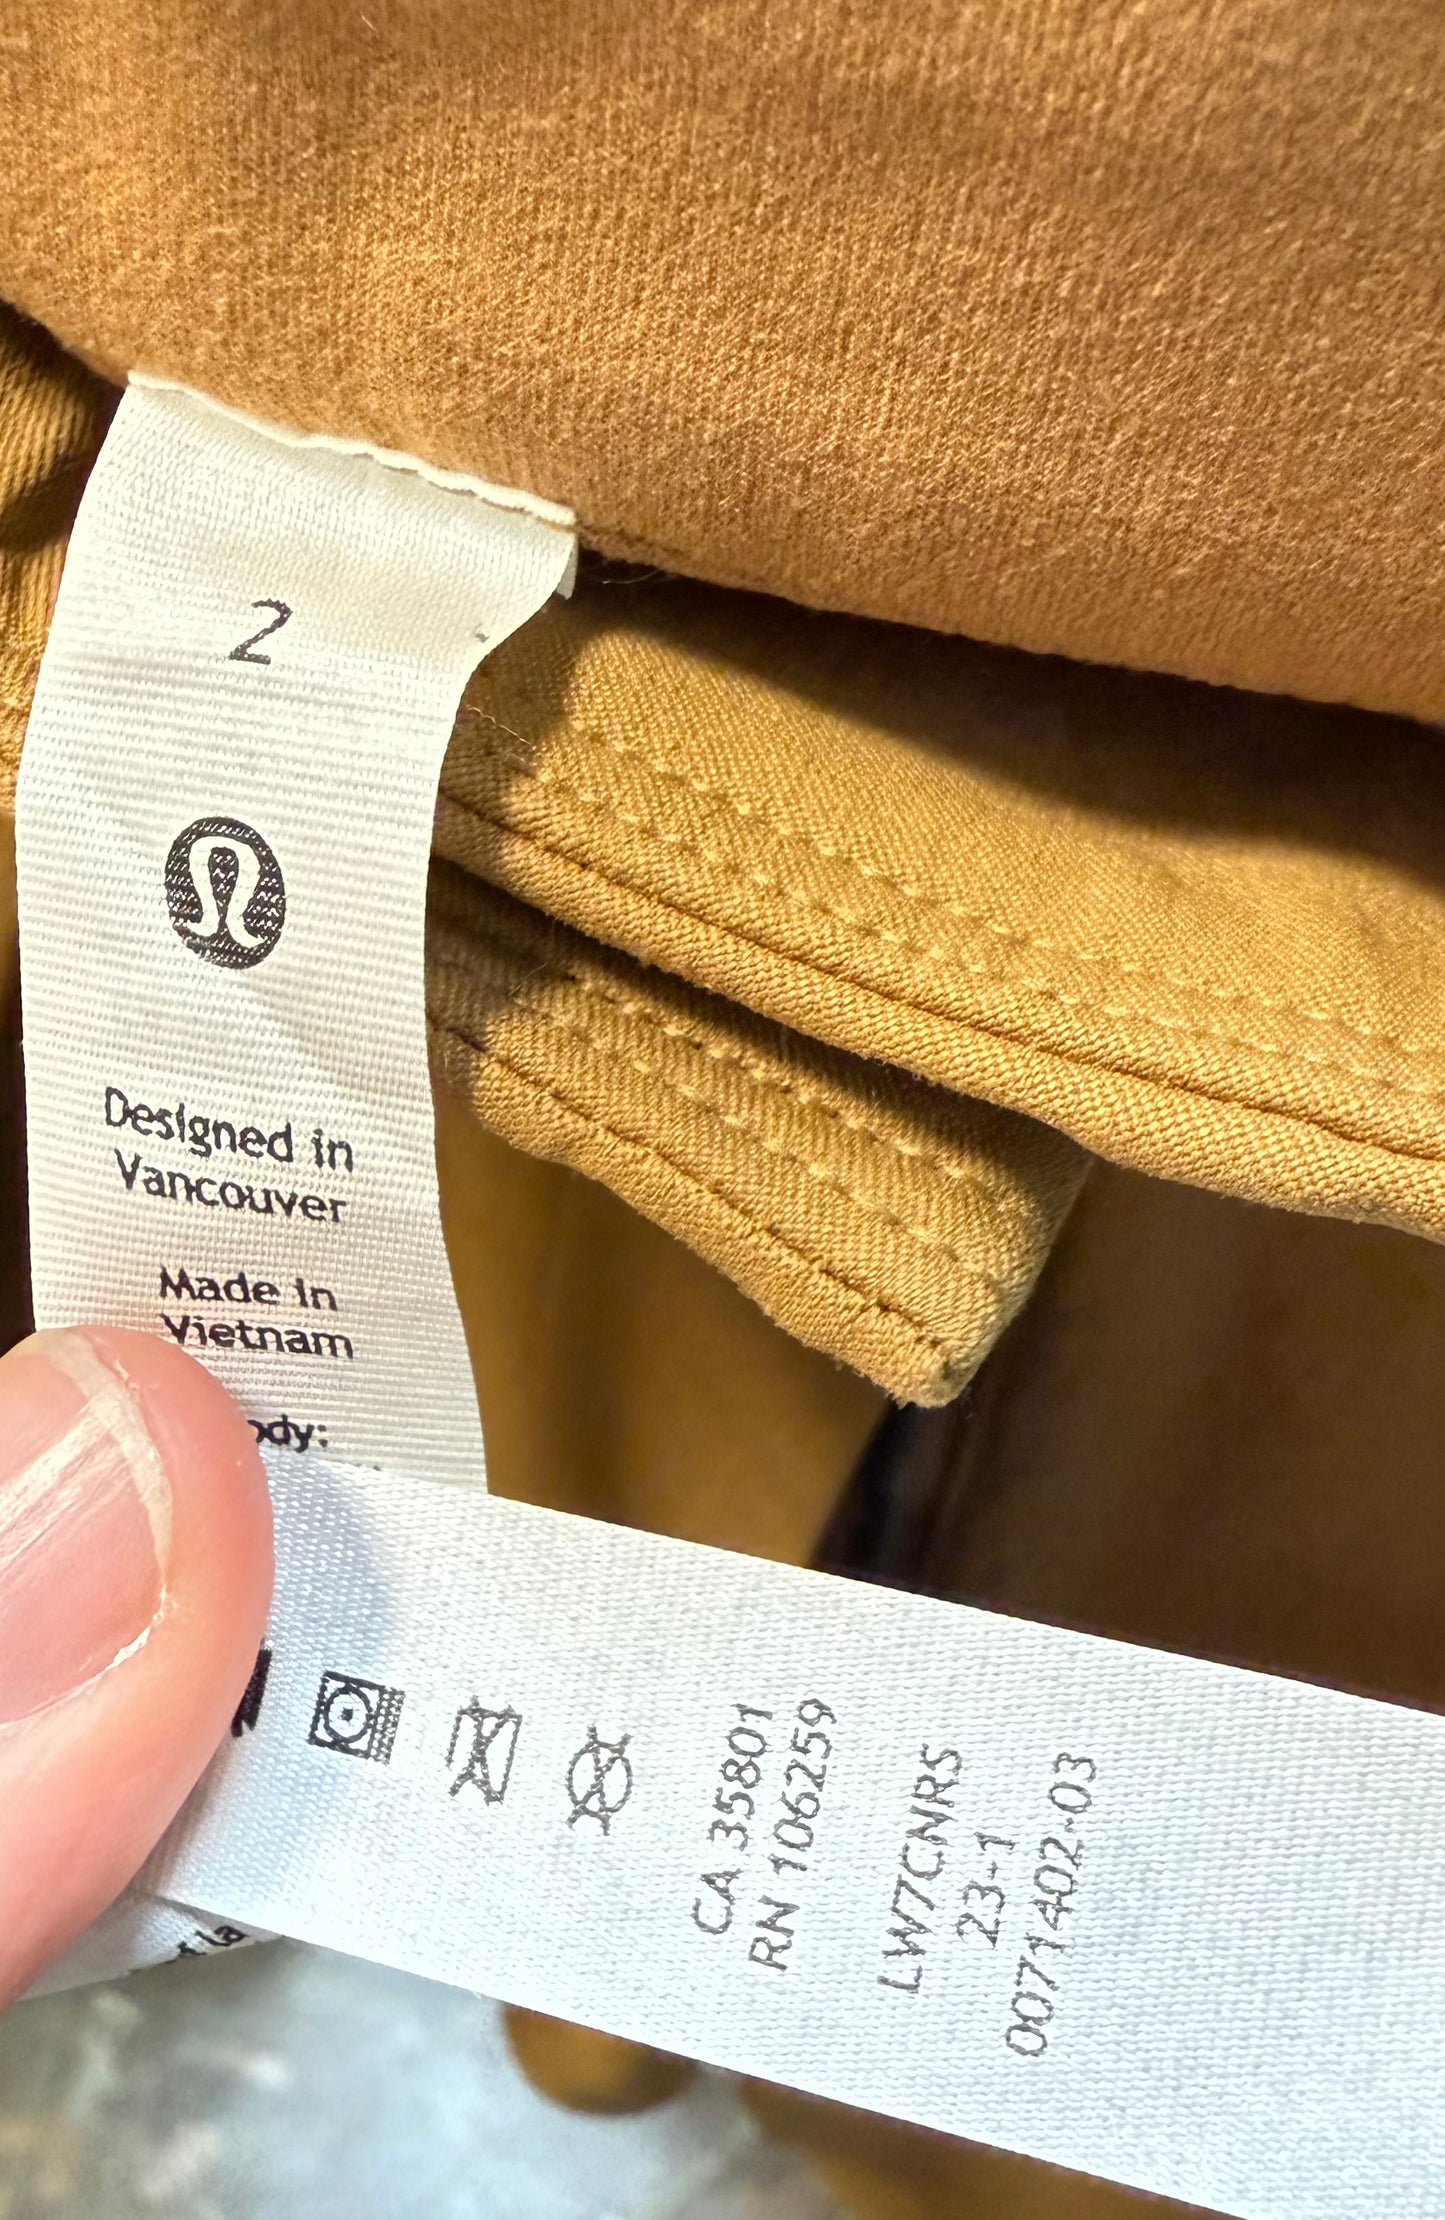 2
Designed in
Vancouver
Made in
Vietnam
CA 35801
RN 106259
LW7CNRS
23-1
0071402-03